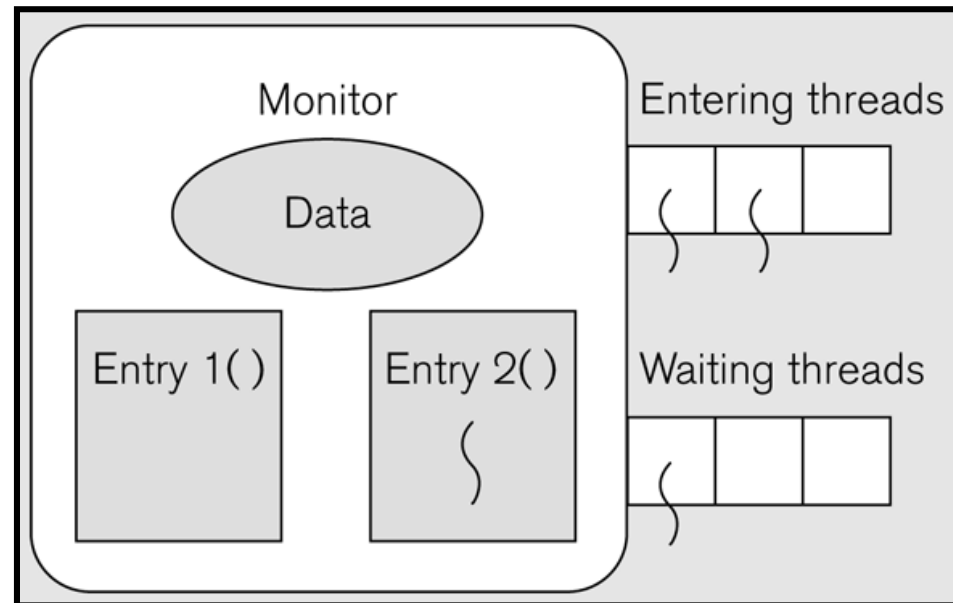 Monitor
Entering threads
Data
Entry 1( )
Entry 2( )
Waiting threads